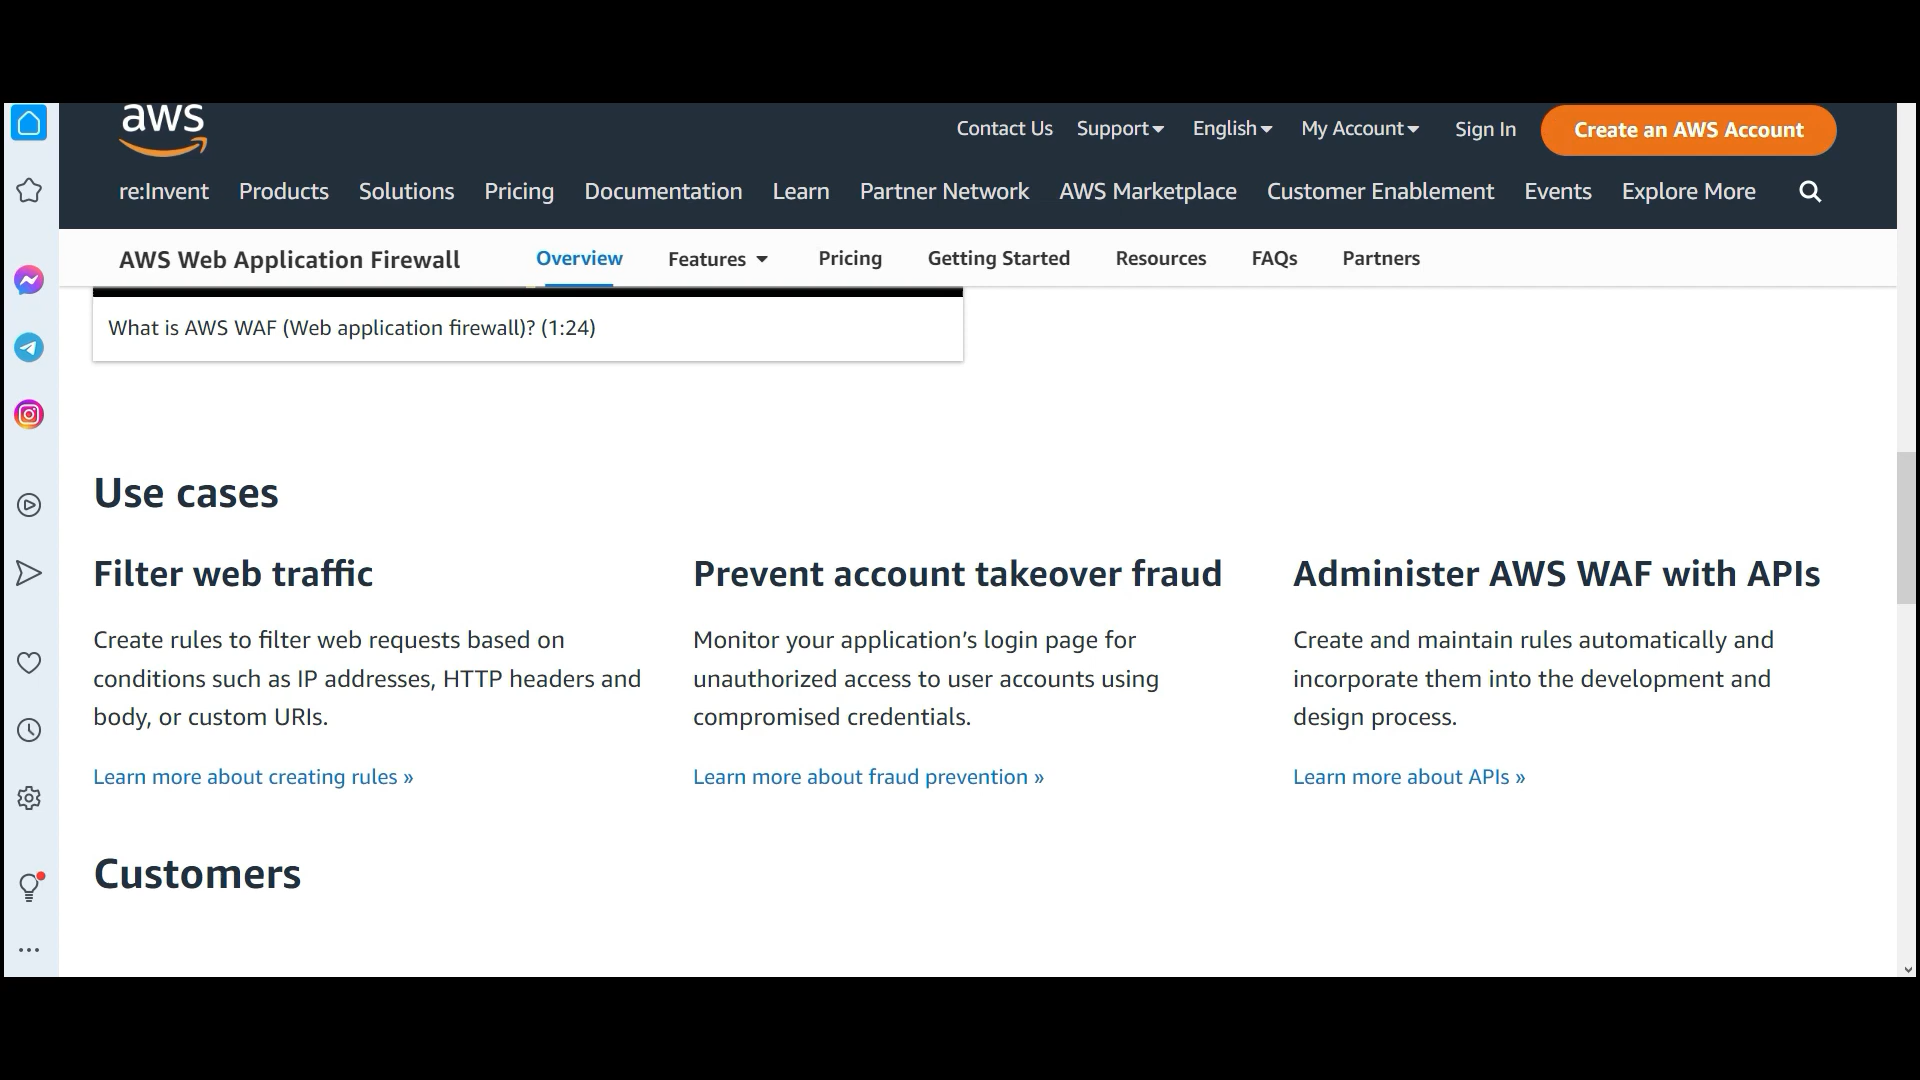 aws
Contact Us Support English My Account Sign In Create an AWS Account
re:Invent Products Solutions Pricing Documentation Learn Partner Network AWS Marketplace Customer Enablement Events Explore More
AWS Web Application Firewall Overview Features Pricing Getting Started Resources FAQs Partners
What is AWS WAF (Web application firewall)? (1:24)
Use cases
Filter web traffic
Create rules to filter web requests based on
conditions such as IP addresses, HTTP headers and
body, or custom URIs.
Learn more about creating rules »
Prevent account takeover fraud
Monitor your application’s login page for
unauthorized access to user accounts using
compromised credentials.
Learn more about fraud prevention »
Administer AWS WAF with APIs
Create and maintain rules automatically and
incorporate them into the development and
design process.
Learn more about APIs »
Customers